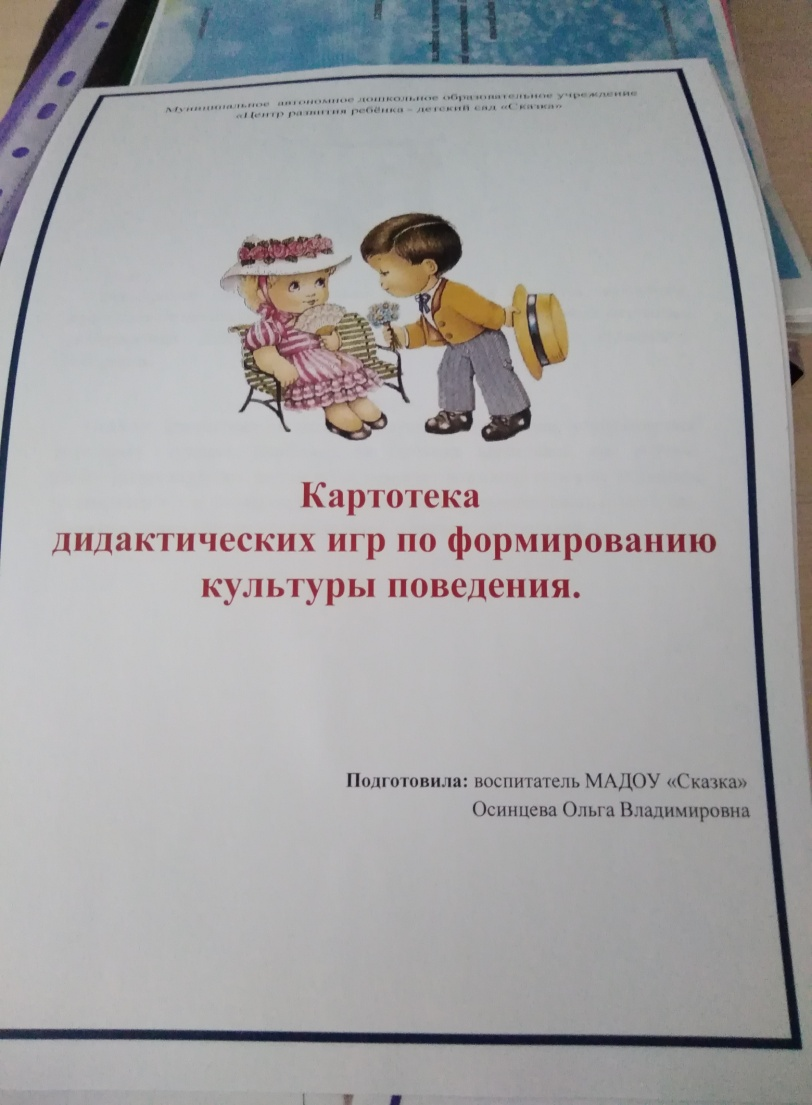 Муниципальное автономное дошкольное образовательное учреждение
«Центр развития ребёнка - детский сад «Сказка»
Картотека
дидактических игр по формированию
культуры поведения.
Подготовила: воспитатель МАДОУ «Сказка»
Осинцева Ольга Владимировна